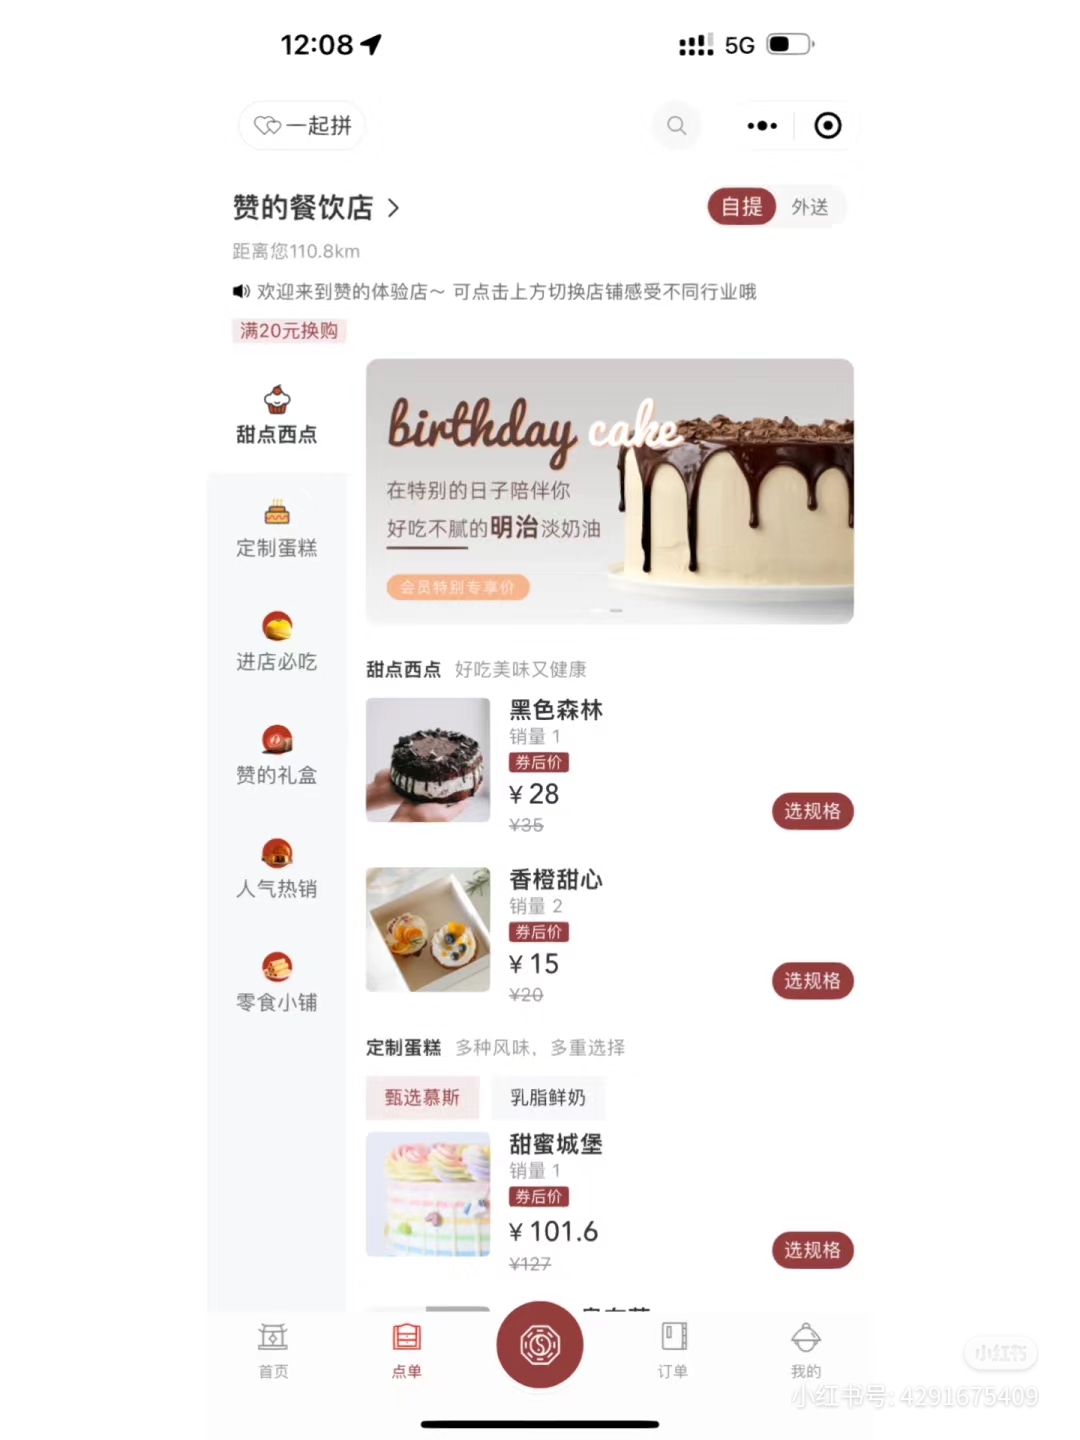 12:08
5G
一起拼
赞的餐饮店
自提
外送
距离您110.8km
欢迎来到赞的体验店～ 可点击上方切换店铺感受不同行业哦
满20元换购
甜点西点
定制蛋糕
进店必吃
赞的礼盒
人气热销
零食小铺
birthday cake
在特别的日子陪伴你
好吃不腻的明治淡奶油
会员特别专享价
甜点西点 好吃美味又健康
黑色森林
销量 1
券后价
¥28
¥35
选规格
香橙甜心
销量 2
券后价
¥15
¥20
选规格
定制蛋糕 多种风味，多重选择
甄选慕斯
乳脂鲜奶
甜蜜城堡
销量 1
券后价
¥101.6
¥127
选规格
首页
点单
订单
我的
小红书
小红书号: 4291675409